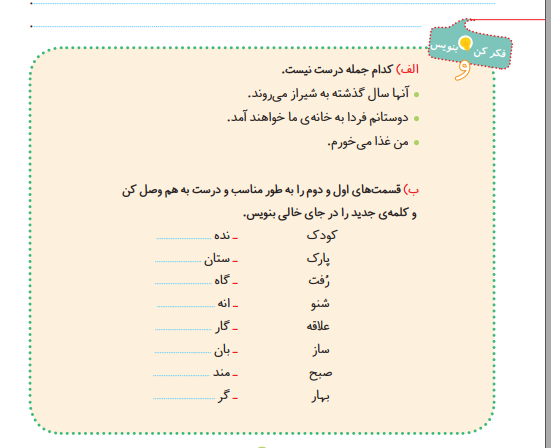 فکر کن و بنویس
الف) کدام جمله درست نیست.
آنها سال گذشته به شیراز می‌روند.
دوستانم فردا به خانه‌ی ما خواهند آمد.
من غذا می‌خورم.
ب) قسمت‌های اول و دوم را به طور مناسب و درست به هم وصل کن
و کلمه‌ی جدید را در جای خالی بنویس.
کودک ـ نده
پارک ـ ستان
رُفت ـ گاه
شنو ـ انه
علاقه ـ گار
ساز ـ بان
صبح ـ مند
بهار ـ گر